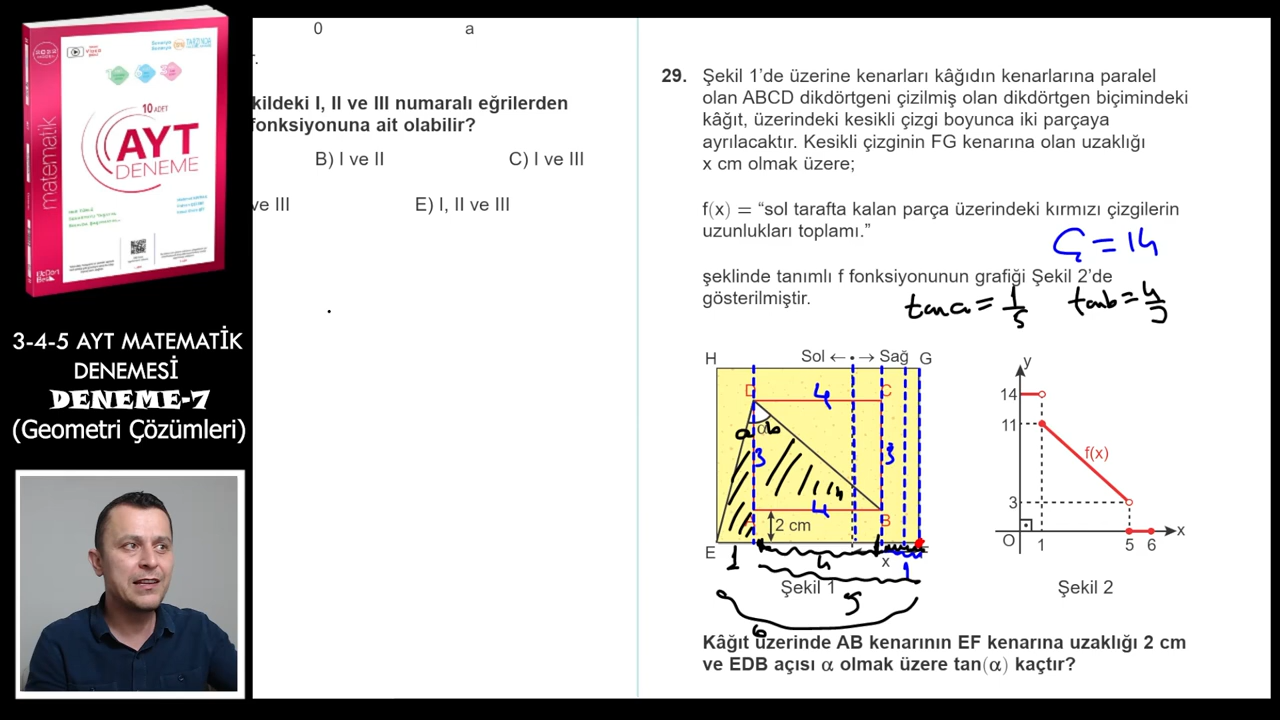 2022
matematik
10 ADET
AYT
DENEME
3-4-5 AYT MATEMATİK
DENEMESİ
DENEME-7
(Geometri Çözümleri)
0 a
r.
kildeki I, II ve III numaralı eğrilerden
fonksiyonuna ait olabilir?
B) I ve II C) I ve III
ve III E) I, II ve III
29. Şekil 1'de üzerine kenarları kâğıdın kenarlarına paralel
olan ABCD dikdörtgeni çizilmiş olan dikdörtgen biçimindeki
kâğıt, üzerindeki kesikli çizgi boyunca iki parçaya
ayrılacaktır. Kesikli çizginin FG kenarına olan uzaklığı
x cm olmak üzere;
f(x) = “sol tarafta kalan parça üzerindeki kırmızı çizgilerin
uzunlukları toplamı.”
Ç = 14
şeklinde tanımlı f fonksiyonunun grafiği Şekil 2'de
gösterilmiştir.
tana = 1/5 tanb = 4/3
H Sol ← → Sağ G
D 4 C
a α b
3 3
4
A 2 cm B
E 1 4 x 1
5
6
Şekil 1
y
14
11
f(x)
3
O 1 5 6 x
Şekil 2
Kâğıt üzerinde AB kenarının EF kenarına uzaklığı 2 cm
ve EDB açısı α olmak üzere tan(α) kaçtır?